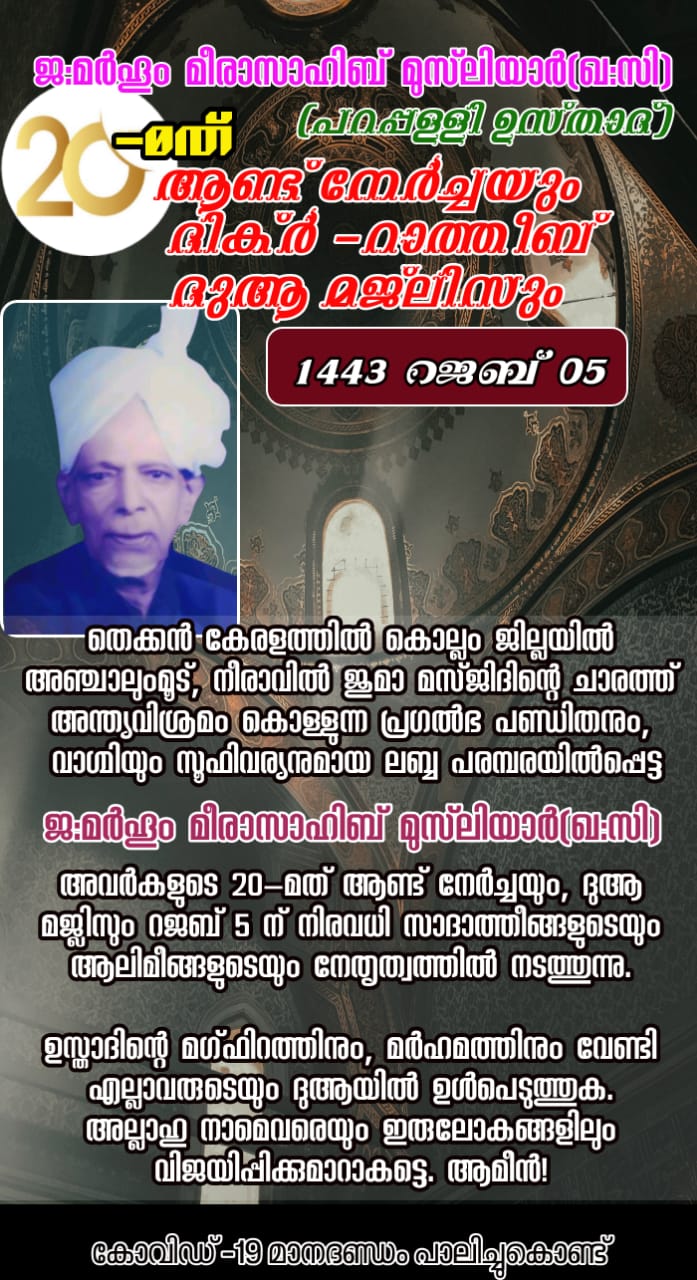 ജ:മർഹൂം മീരാസാഹിബ് മുസ്‌ലിയാർ(ഖ:സി)
(പറപ്പള്ളി ഉസ്താദ്)
20-മത്
ആണ്ട് നേർച്ചയും
ദിക്ർ -റാത്തീബ്
ദുആ മജ്‌ലിസും
1443 റജബ് 05
തെക്കൻ കേരളത്തിൽ കൊല്ലം ജില്ലയിൽ
അഞ്ചാലുംമൂട്, നീരാവിൽ ജുമാ മസ്ജിദിന്റെ ചാരത്ത്
അന്ത്യവിശ്രമം കൊള്ളുന്ന പ്രഗൽഭ പണ്ഡിതനും,
വാഗ്മിയും സൂഫിവര്യനുമായ ലബ്ബ പരമ്പരയിൽപ്പെട്ട
ജ:മർഹൂം മീരാസാഹിബ് മുസ്‌ലിയാർ(ഖ:സി)
അവർകളുടെ 20-മത് ആണ്ട് നേർച്ചയും, ദുആ
മജ്ലിസും റജബ് 5 ന് നിരവധി സാദാത്തീങ്ങളുടെയും
ആലിമീങ്ങളുടെയും നേതൃത്വത്തിൽ നടത്തുന്നു.
ഉസ്താദിന്റെ മഗ്ഫിറത്തിനും, മർഹമത്തിനും വേണ്ടി
എല്ലാവരുടെയും ദുആയിൽ ഉൾപെടുത്തുക.
അല്ലാഹു നാമെവരെയും ഇരുലോകങ്ങളിലും
വിജയിപ്പിക്കുമാറാകട്ടെ. ആമീൻ!
കോവിഡ് -19 മാനദണ്ഡം പാലിച്ചുകൊണ്ട്